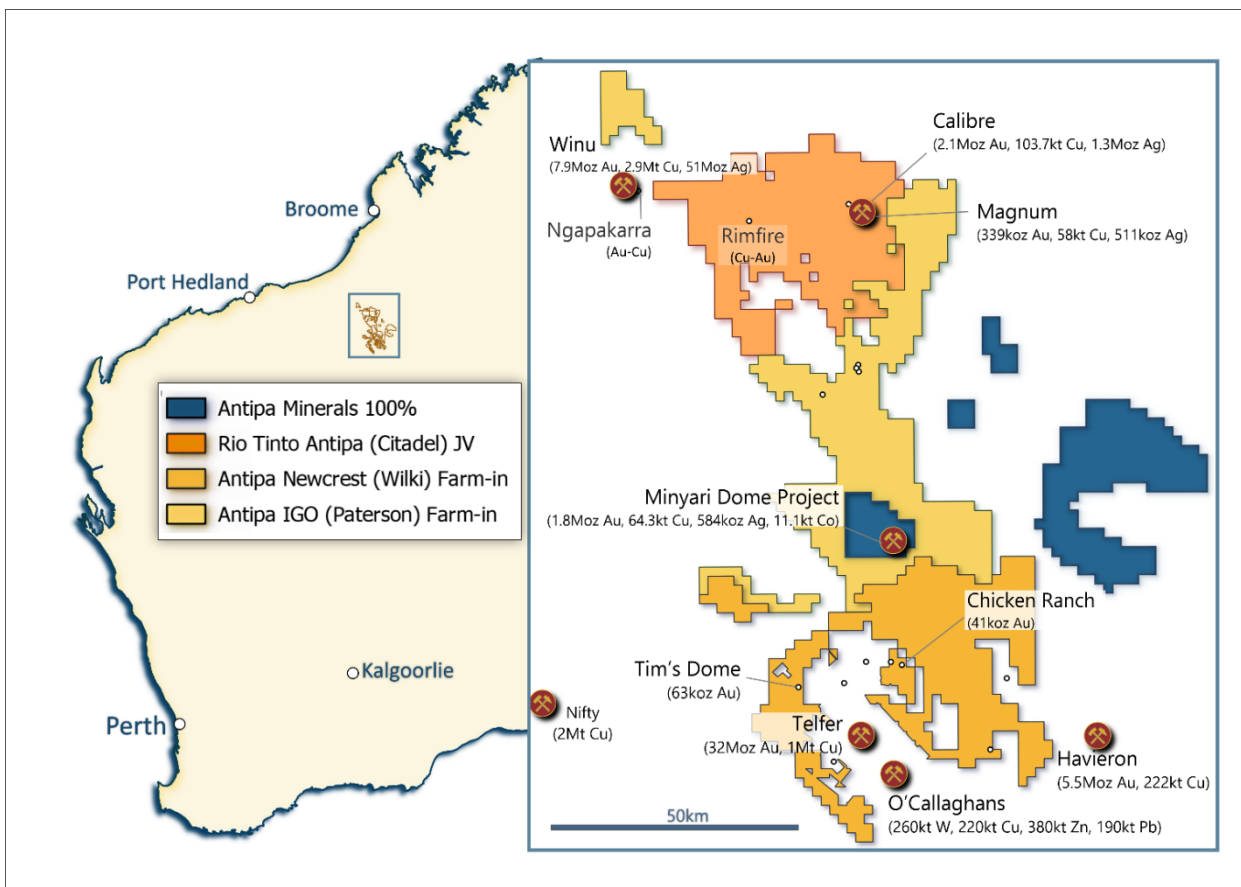 Broome
Port Hedland
Kalgoorlie
Perth
Antipa Minerals 100%
Rio Tinto Antipa (Citadel) JV
Antipa Newcrest (Wilki) Farm-in
Antipa IGO (Paterson) Farm-in
Winu
(7.9Moz Au, 2.9Mt Cu, 51Moz Ag)
Calibre
(2.1Moz Au, 103.7kt Cu, 1.3Moz Ag)
Magnum
(339koz Au, 58kt Cu, 511koz Ag)
Ngapakarra
(Au-Cu)
Rimfire
(Cu-Au)
Minyari Dome Project
(1.8Moz Au, 64.3kt Cu, 584koz Ag, 11.1kt Co)
Chicken Ranch
(41koz Au)
Tim's Dome
(63koz Au)
Nifty
(2Mt Cu)
Telfer
(32Moz Au, 1Mt Cu)
Havieron
(5.5Moz Au, 222kt Cu)
O'Callaghans
(260kt W, 220kt Cu, 380kt Zn, 190kt Pb)
50km